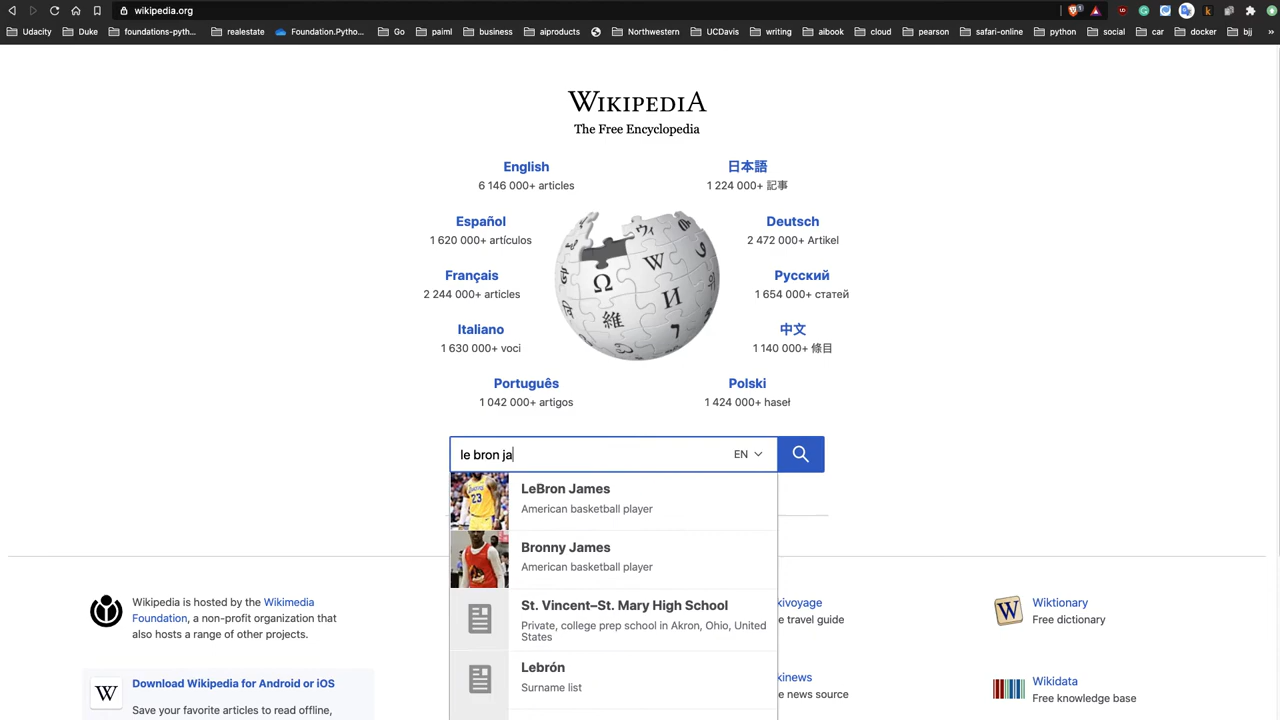 wikipedia.org
Udacity Duke foundations-pyth... realestate Foundation.Pytho... Go paiml business aiproducts Northwestern UCDavis writing aibook cloud pearson safari-online python social car docker bjj »
WIKIPEDIA
The Free Encyclopedia
English
6 146 000+ articles
日本語
1 224 000+ 記事
Español
1 620 000+ artículos
Deutsch
2 472 000+ Artikel
Français
2 244 000+ articles
Русский
1 654 000+ статей
Italiano
1 630 000+ voci
中文
1 140 000+ 條目
Português
1 042 000+ artigos
Polski
1 424 000+ haseł
Ω W И 維 ウィ
le bron ja EN
LeBron James
23
American basketball player
Bronny James
American basketball player
St. Vincent–St. Mary High School
Private, college prep school in Akron, Ohio, United
States
Lebrón
Surname list
Wikipedia is hosted by the Wikimedia
Foundation, a non-profit organization that
also hosts a range of other projects.
W
Download Wikipedia for Android or iOS
Save your favorite articles to read offline,
kivoyage
e travel guide
W
Wiktionary
Free dictionary
kinews
e news source
Wikidata
Free knowledge base